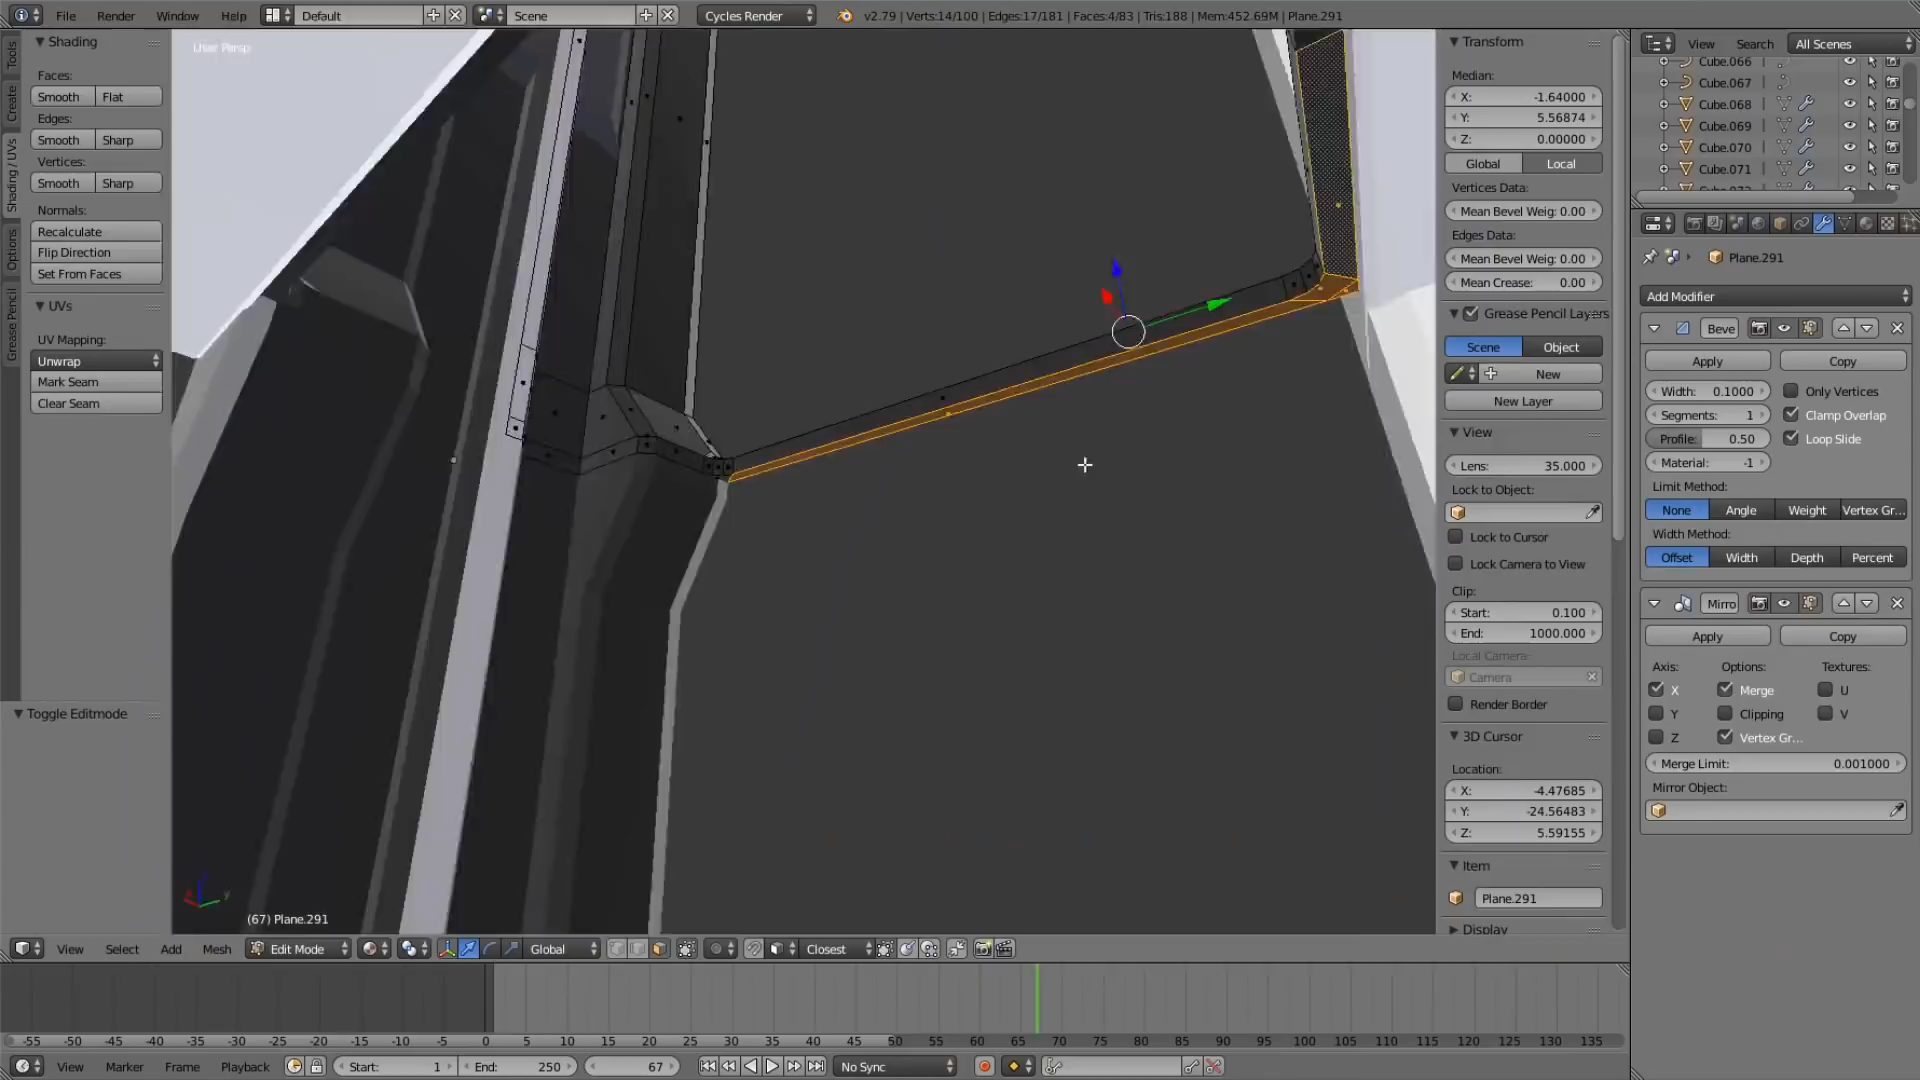 File Render Window Help Default Scene Cycles Render v2.79 | Verts:14/100 | Edges:17/181 | Faces:4/83 | Tris:188 | Mem:452.69M | Plane.291
Tools
Create
Shading / UVs
Options
Grease Pencil
Shading
Faces:
Smooth Flat
Edges:
Smooth Sharp
Vertices:
Smooth Sharp
Normals:
Recalculate
Flip Direction
Set From Faces
UVs
UV Mapping:
Unwrap
Mark Seam
Clear Seam
Toggle Editmode
User Persp
(67) Plane.291
Transform
Median:
X: -1.64000
Y: 5.56874
Z: 0.00000
Global Local
Vertices Data:
Mean Bevel Weig: 0.00
Edges Data:
Mean Bevel Weig: 0.00
Mean Crease: 0.00
Grease Pencil Layers
Scene Object
New
New Layer
View
Lens: 35.000
Lock to Object:
Lock to Cursor
Lock Camera to View
Clip:
Start: 0.100
End: 1000.000
Local Camera:
Camera
Render Border
3D Cursor
Location:
X: -4.47685
Y: -24.56483
Z: 5.59155
Item
Plane.291
Display
View Search All Scenes
Cube.066
Cube.067
Cube.068
Cube.069
Cube.070
Cube.071
Plane.291
Add Modifier
Beve
Apply Copy
Width: 0.1000 Only Vertices
Segments: 1 Clamp Overlap
Profile: 0.50 Loop Slide
Material: -1
Limit Method:
None Angle Weight Vertex Gr...
Width Method:
Offset Width Depth Percent
Mirro
Apply Copy
Axis: Options: Textures:
X Merge U
Y Clipping V
Z Vertex Gr...
Merge Limit: 0.001000
Mirror Object:
View Select Add Mesh Edit Mode Global Closest
-55 -50 -45 -40 -35 -30 -25 -20 -15 -10 -5 0 5 10 15 20 25 30 35 40 45 50 55 60 65 70 75 80 85 90 95 100 105 110 115 120 125 130 135
View Marker Frame Playback Start: 1 End: 250 67 No Sync